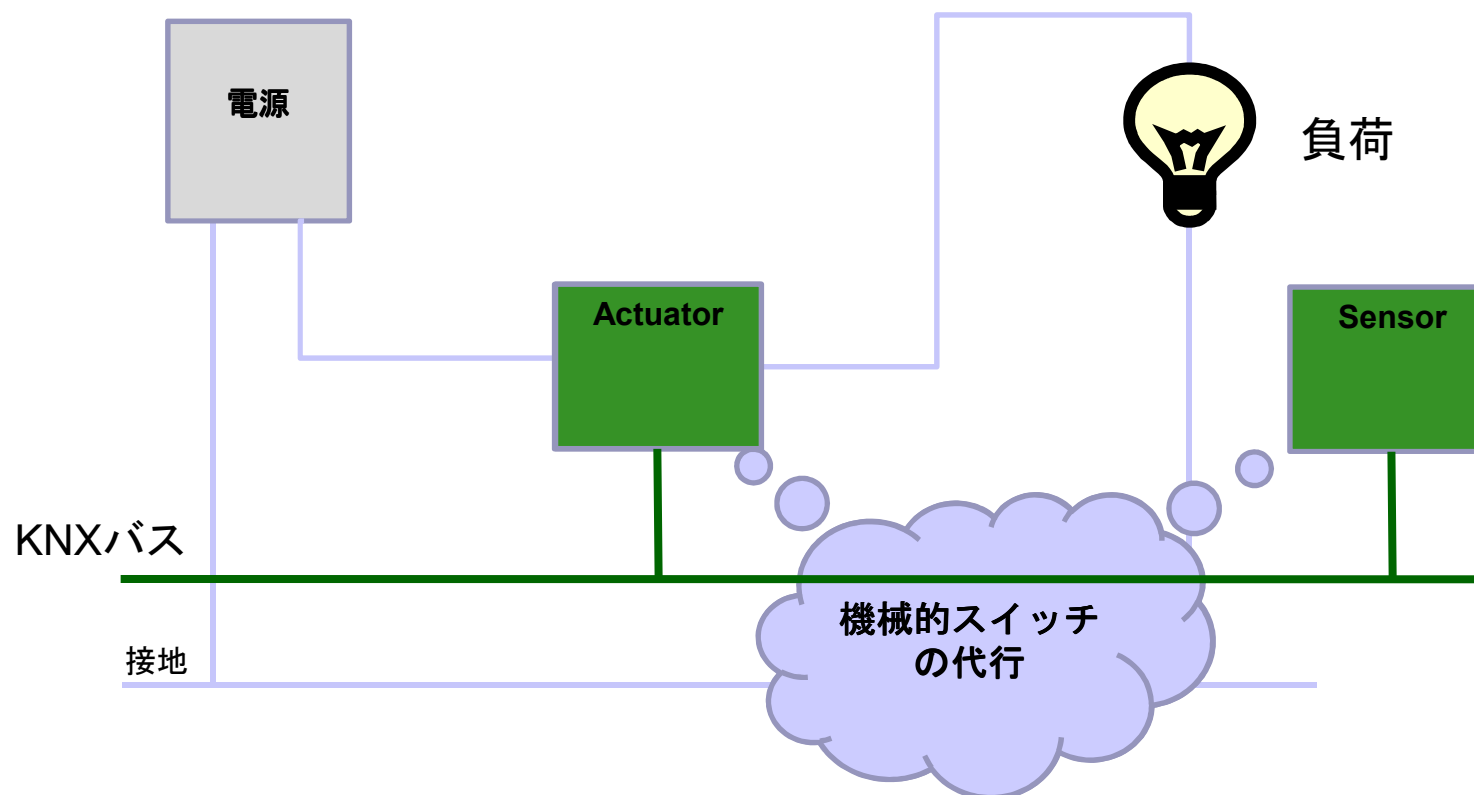 電源
負荷
Actuator
Sensor
KNXバス
機械的スイッチ
の代行
接地